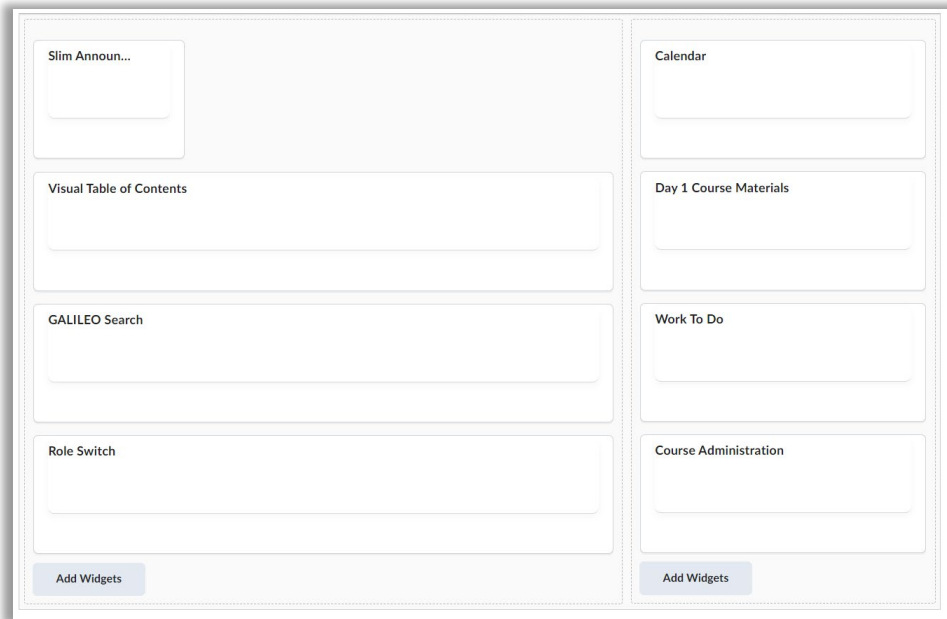 Slim Announ...
Visual Table of Contents
GALILEO Search
Role Switch
Add Widgets
Calendar
Day 1 Course Materials
Work To Do
Course Administration
Add Widgets